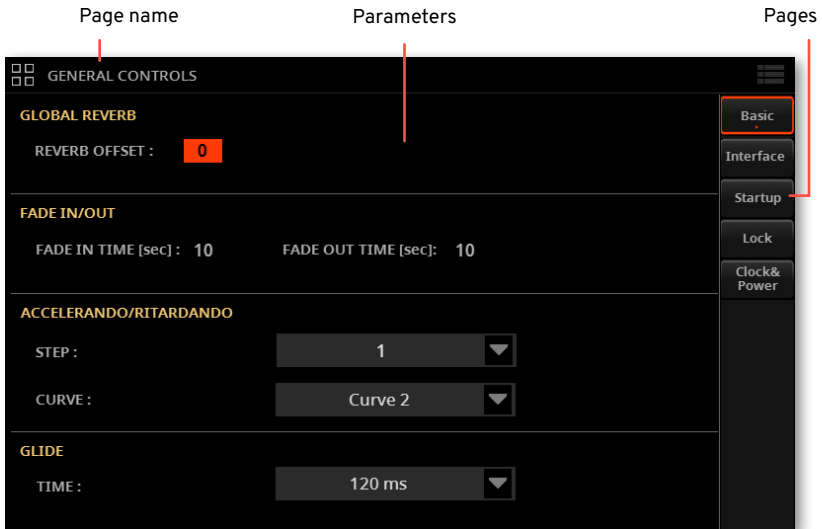 Page name
Parameters
Pages
GENERAL CONTROLS
GLOBAL REVERB
REVERB OFFSET : 0
FADE IN/OUT
FADE IN TIME [sec] : 10 FADE OUT TIME [sec]: 10
ACCELERANDO/RITARDANDO
STEP : 1
CURVE : Curve 2
GLIDE
TIME : 120 ms
Basic
Interface
Startup
Lock
Clock&
Power